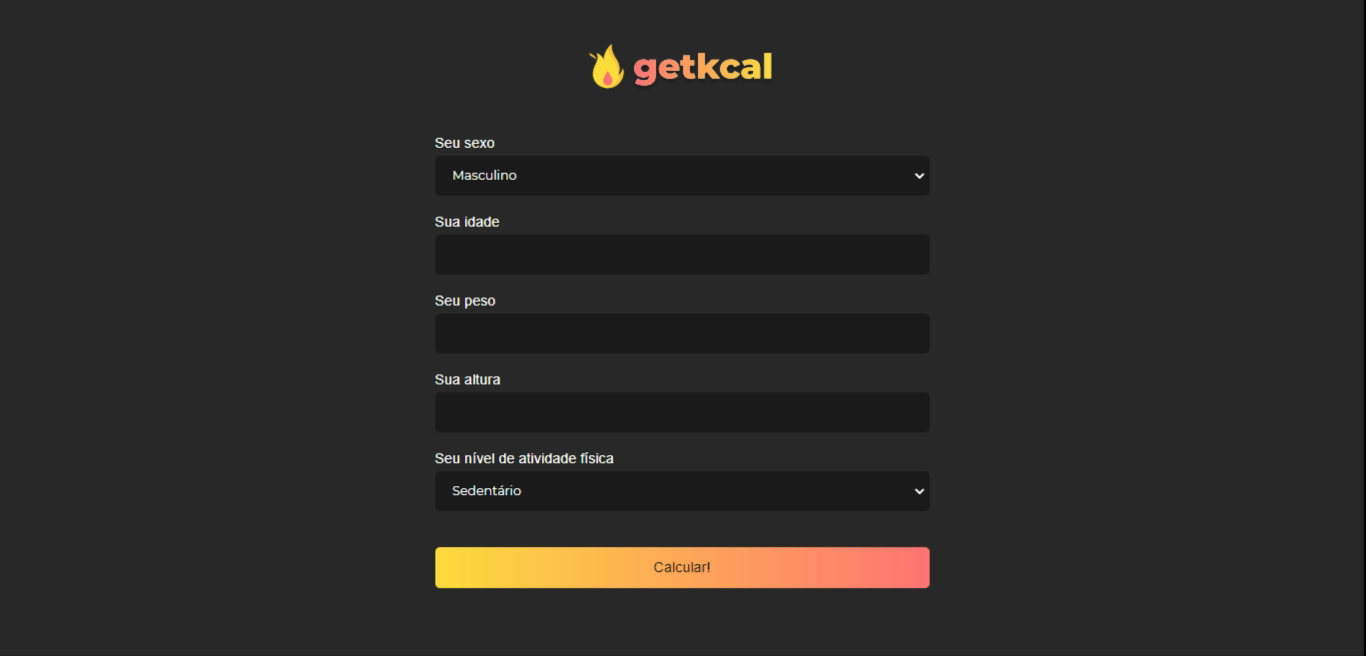 getkcal
Seu sexo
Masculino
Sua idade
Seu peso
Sua altura
Seu nível de atividade física
Sedentário
Calcular!